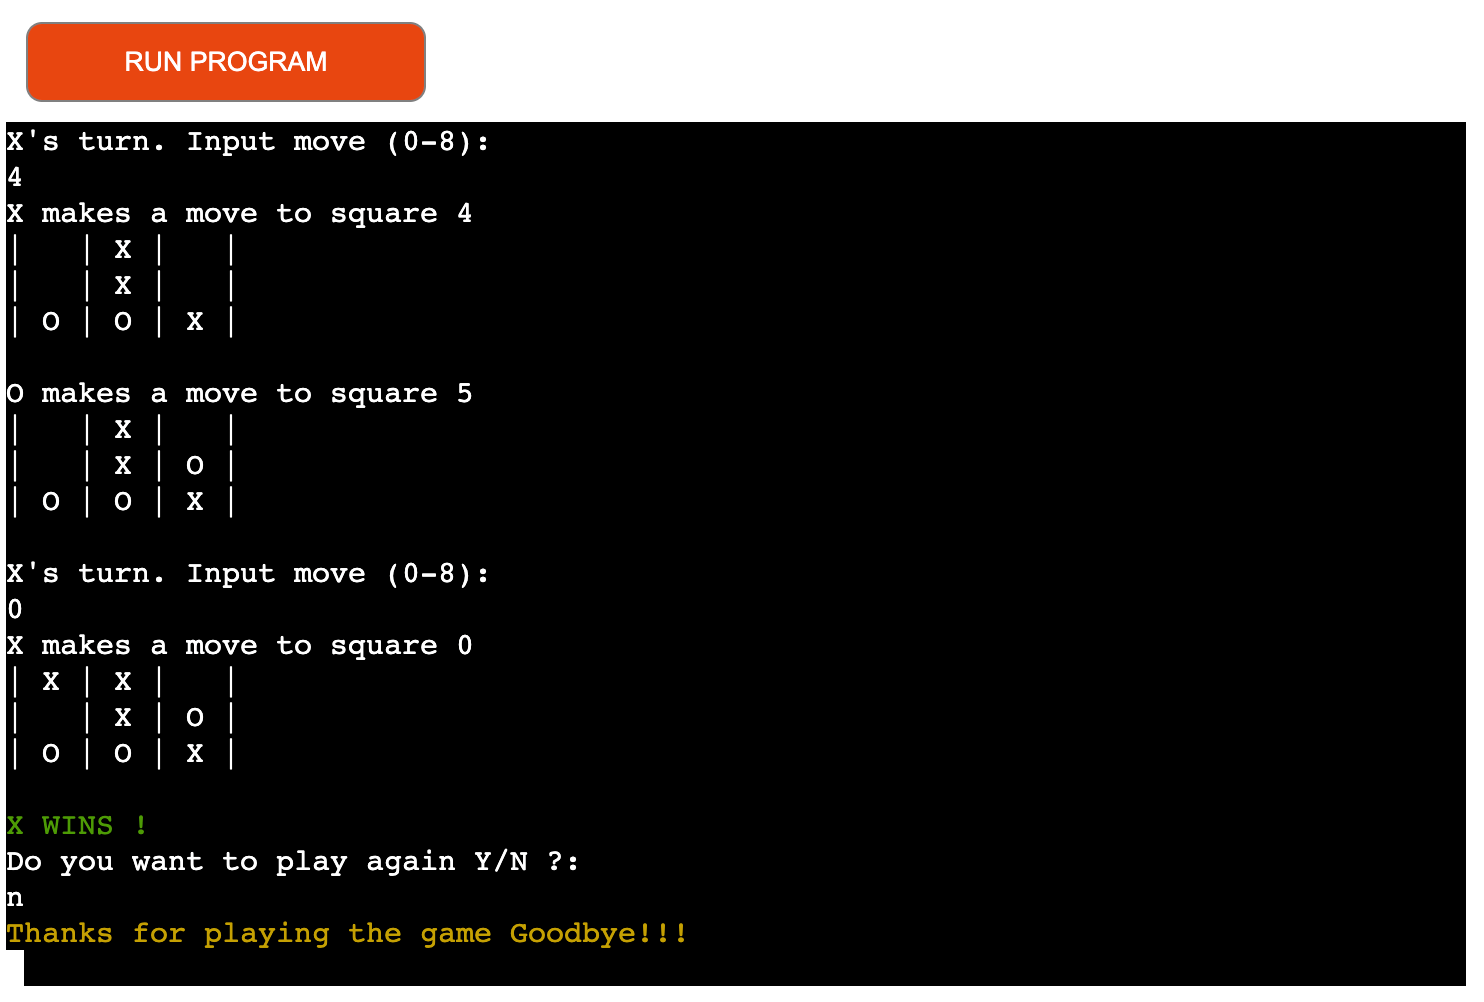 RUN PROGRAM
X's turn. Input move (0-8):
4
X makes a move to square 4
|   | X |   |
|   | X |   |
| O | O | X |
O makes a move to square 5
|   | X |   |
|   | X | O |
| O | O | X |
X's turn. Input move (0-8):
0
X makes a move to square 0
| X | X |   |
|   | X | O |
| O | O | X |
X WINS !
Do you want to play again Y/N ?:
n
Thanks for playing the game Goodbye!!!